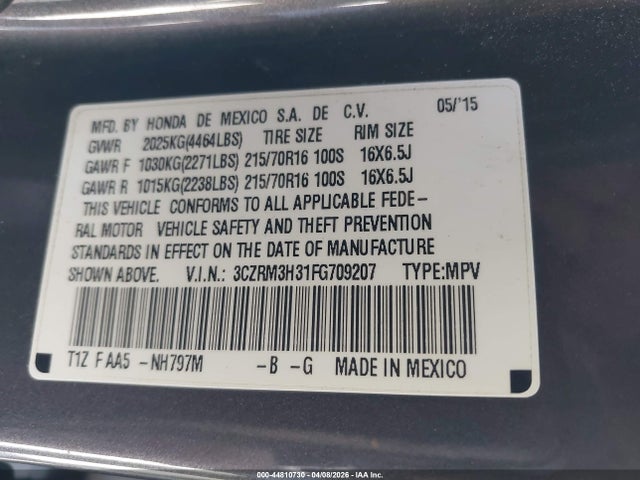 MFD. BY HONDA DE MEXICO S.A. DE C.V. 05/'15
GVWR 2025KG(4464LBS) TIRE SIZE RIM SIZE
GAWR F 1030KG(2271LBS) 215/70R16 100S 16X6.5J
GAWR R 1015KG(2238LBS) 215/70R16 100S 16X6.5J
THIS VEHICLE CONFORMS TO ALL APPLICABLE FEDE-
RAL MOTOR VEHICLE SAFETY AND THEFT PREVENTION
STANDARDS IN EFFECT ON THE DATE OF MANUFACTURE
SHOWN ABOVE. V.I.N.: 3CZRM3H31FG709207 TYPE:MPV
T1Z F AA5 -NH797M -B -G MADE IN MEXICO
000-44810730 - 04/08/2026 - IAA Inc.